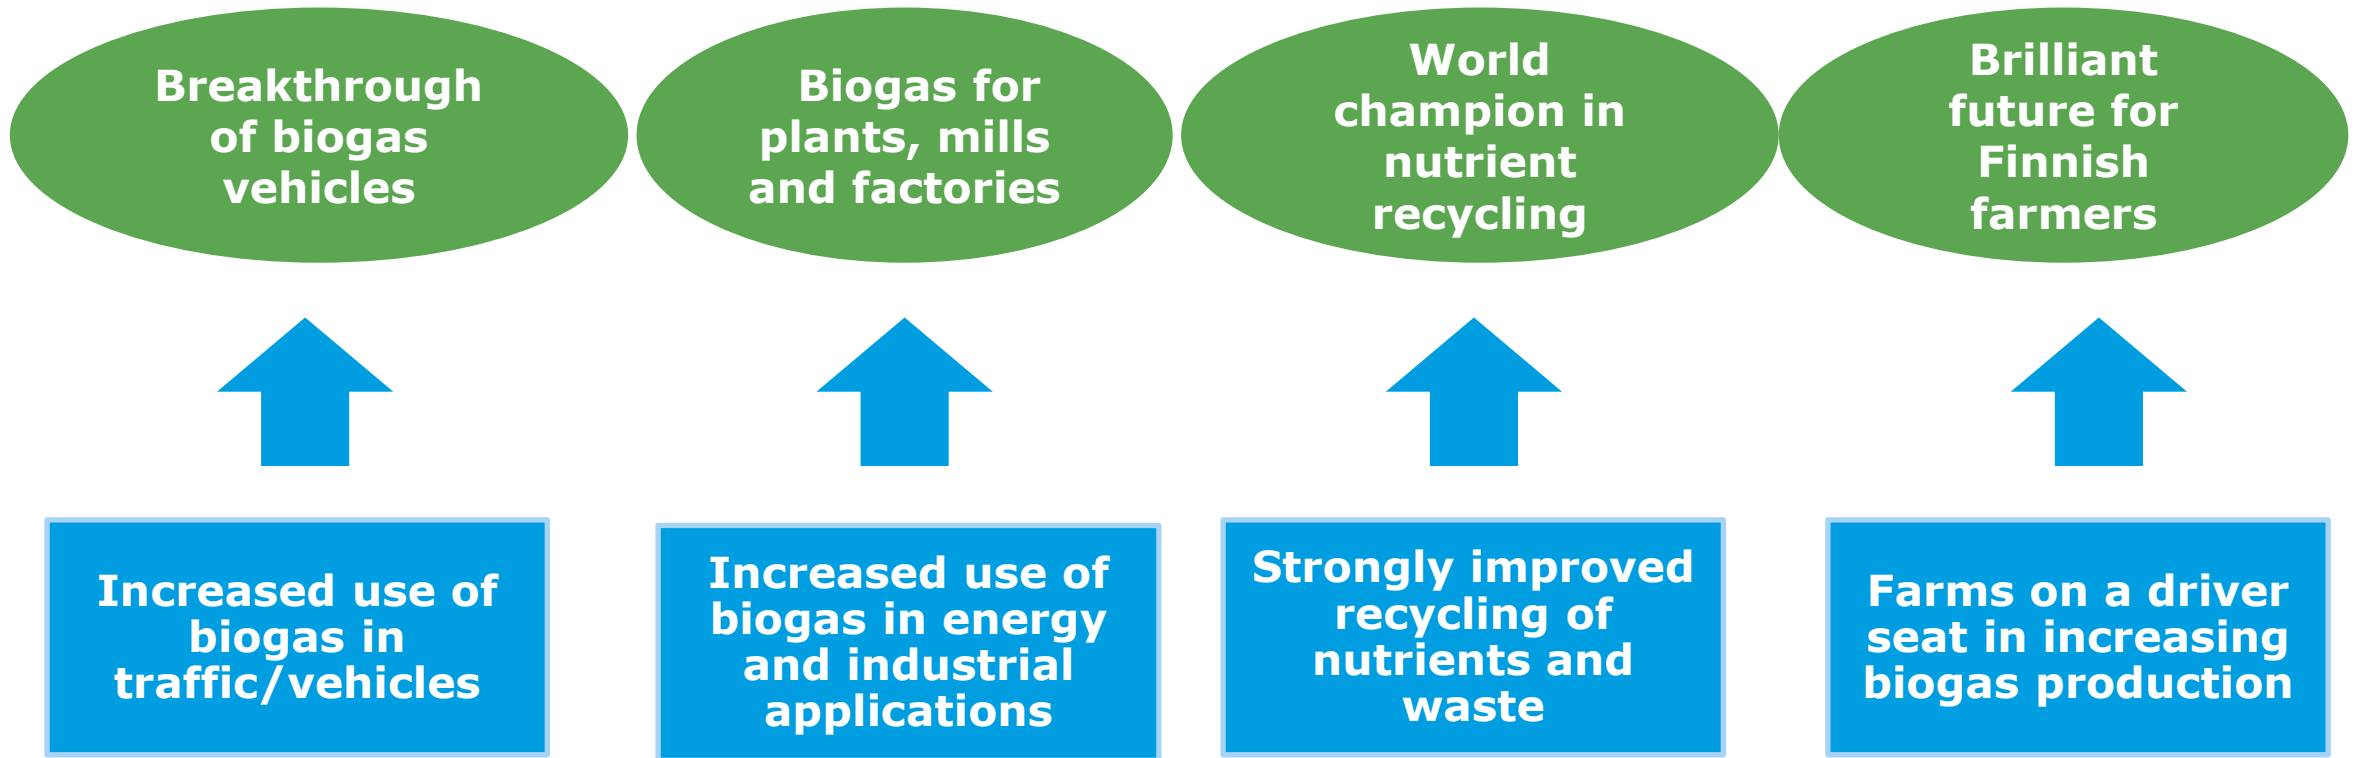 Breakthrough
of biogas
vehicles
Biogas for
plants, mills
and factories
World
champion in
nutrient
recycling
Brilliant
future for
Finnish
farmers
Increased use of
biogas in
traffic/vehicles
Increased use of
biogas in energy
and industrial
applications
Strongly improved
recycling of
nutrients and
waste
Farms on a driver
seat in increasing
biogas production